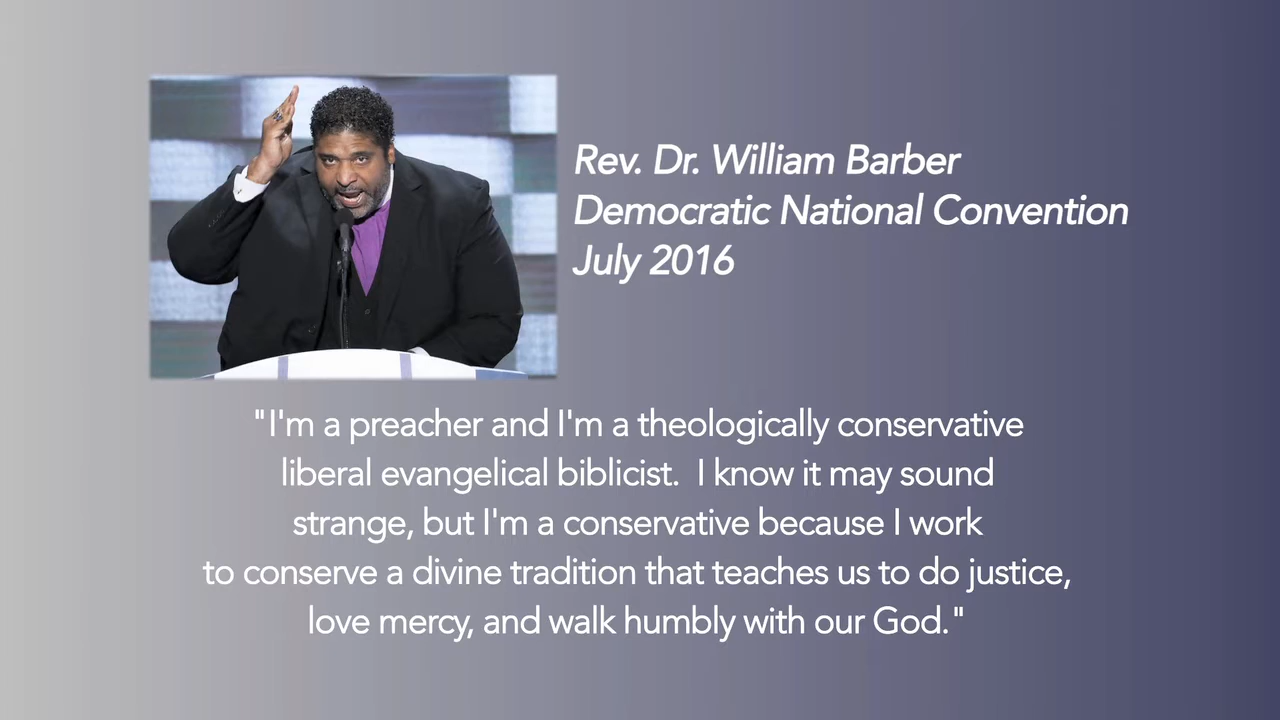 Rev. Dr. William Barber
Democratic National Convention
July 2016
"I'm a preacher and I'm a theologically conservative
liberal evangelical biblicist.  I know it may sound
strange, but I'm a conservative because I work
to conserve a divine tradition that teaches us to do justice,
love mercy, and walk humbly with our God."